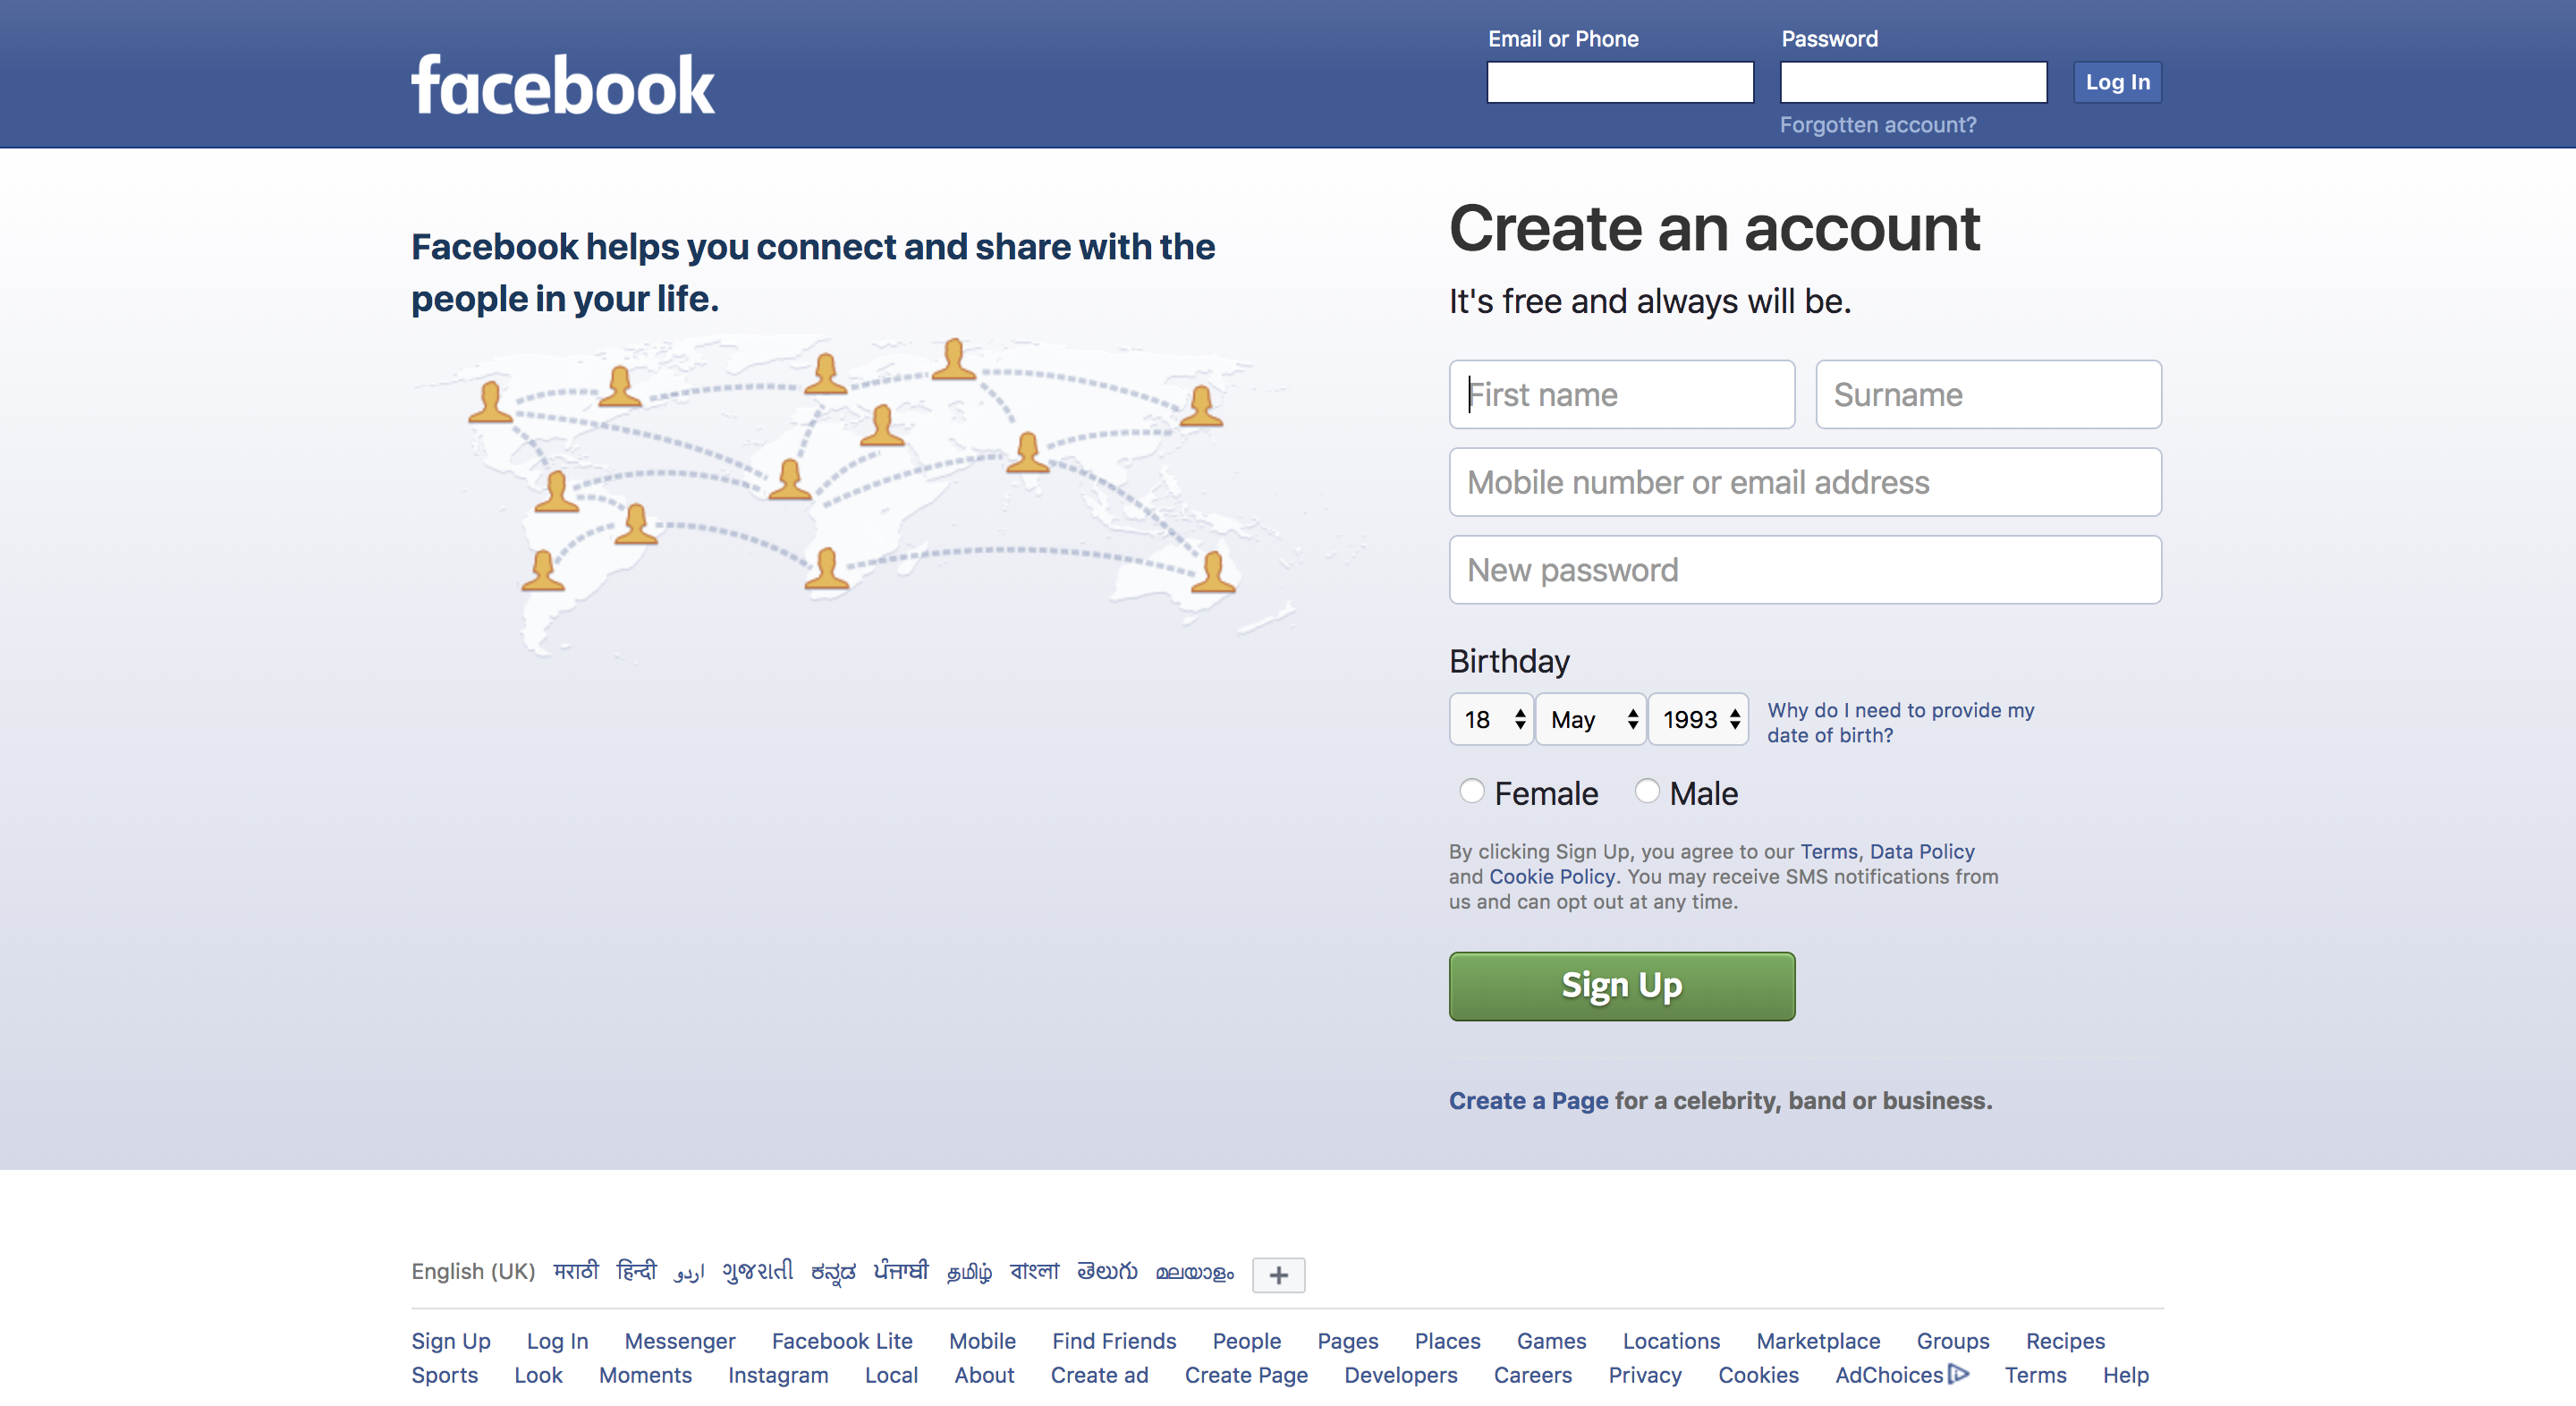 facebook
Email or Phone
Password
Log In
Forgotten account?
Facebook helps you connect and share with the
people in your life.
Create an account
It's free and always will be.
First name
Surname
Mobile number or email address
New password
Birthday
18 May 1993
Why do I need to provide my
date of birth?
Female Male
By clicking Sign Up, you agree to our Terms, Data Policy
and Cookie Policy. You may receive SMS notifications from
us and can opt out at any time.
Sign Up
Create a Page for a celebrity, band or business.
English (UK) मराठी हिन्दी اردو ગુજરાતી ಕನ್ನಡ ਪੰਜਾਬੀ தமிழ் বাংলা తెలుగు മലയാളം +
Sign Up Log In Messenger Facebook Lite Mobile Find Friends People Pages Places Games Locations Marketplace Groups Recipes
Sports Look Moments Instagram Local About Create ad Create Page Developers Careers Privacy Cookies AdChoices Terms Help